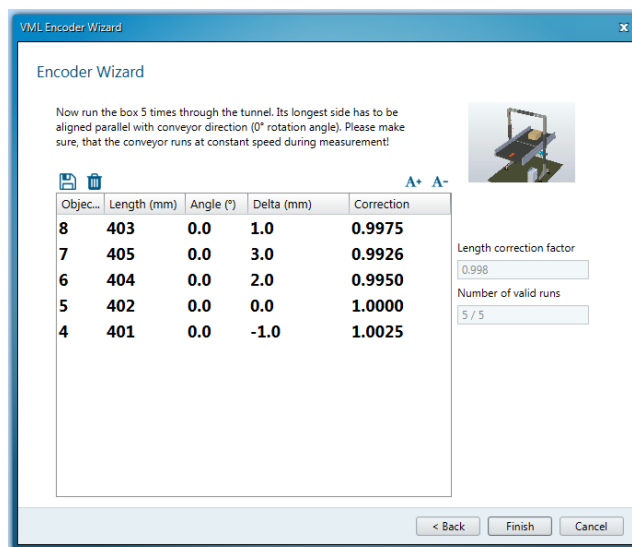 VML Encoder Wizard
Encoder Wizard
Now run the box 5 times through the tunnel. Its longest side has to be
aligned parallel with conveyor direction (0° rotation angle). Please make
sure, that the conveyor runs at constant speed during measurement!
A+ A-
Objec... Length (mm) Angle (°) Delta (mm) Correction
8 403 0.0 1.0 0.9975
7 405 0.0 3.0 0.9926
6 404 0.0 2.0 0.9950
5 402 0.0 0.0 1.0000
4 401 0.0 -1.0 1.0025
Length correction factor
0.998
Number of valid runs
5 / 5
< Back Finish Cancel